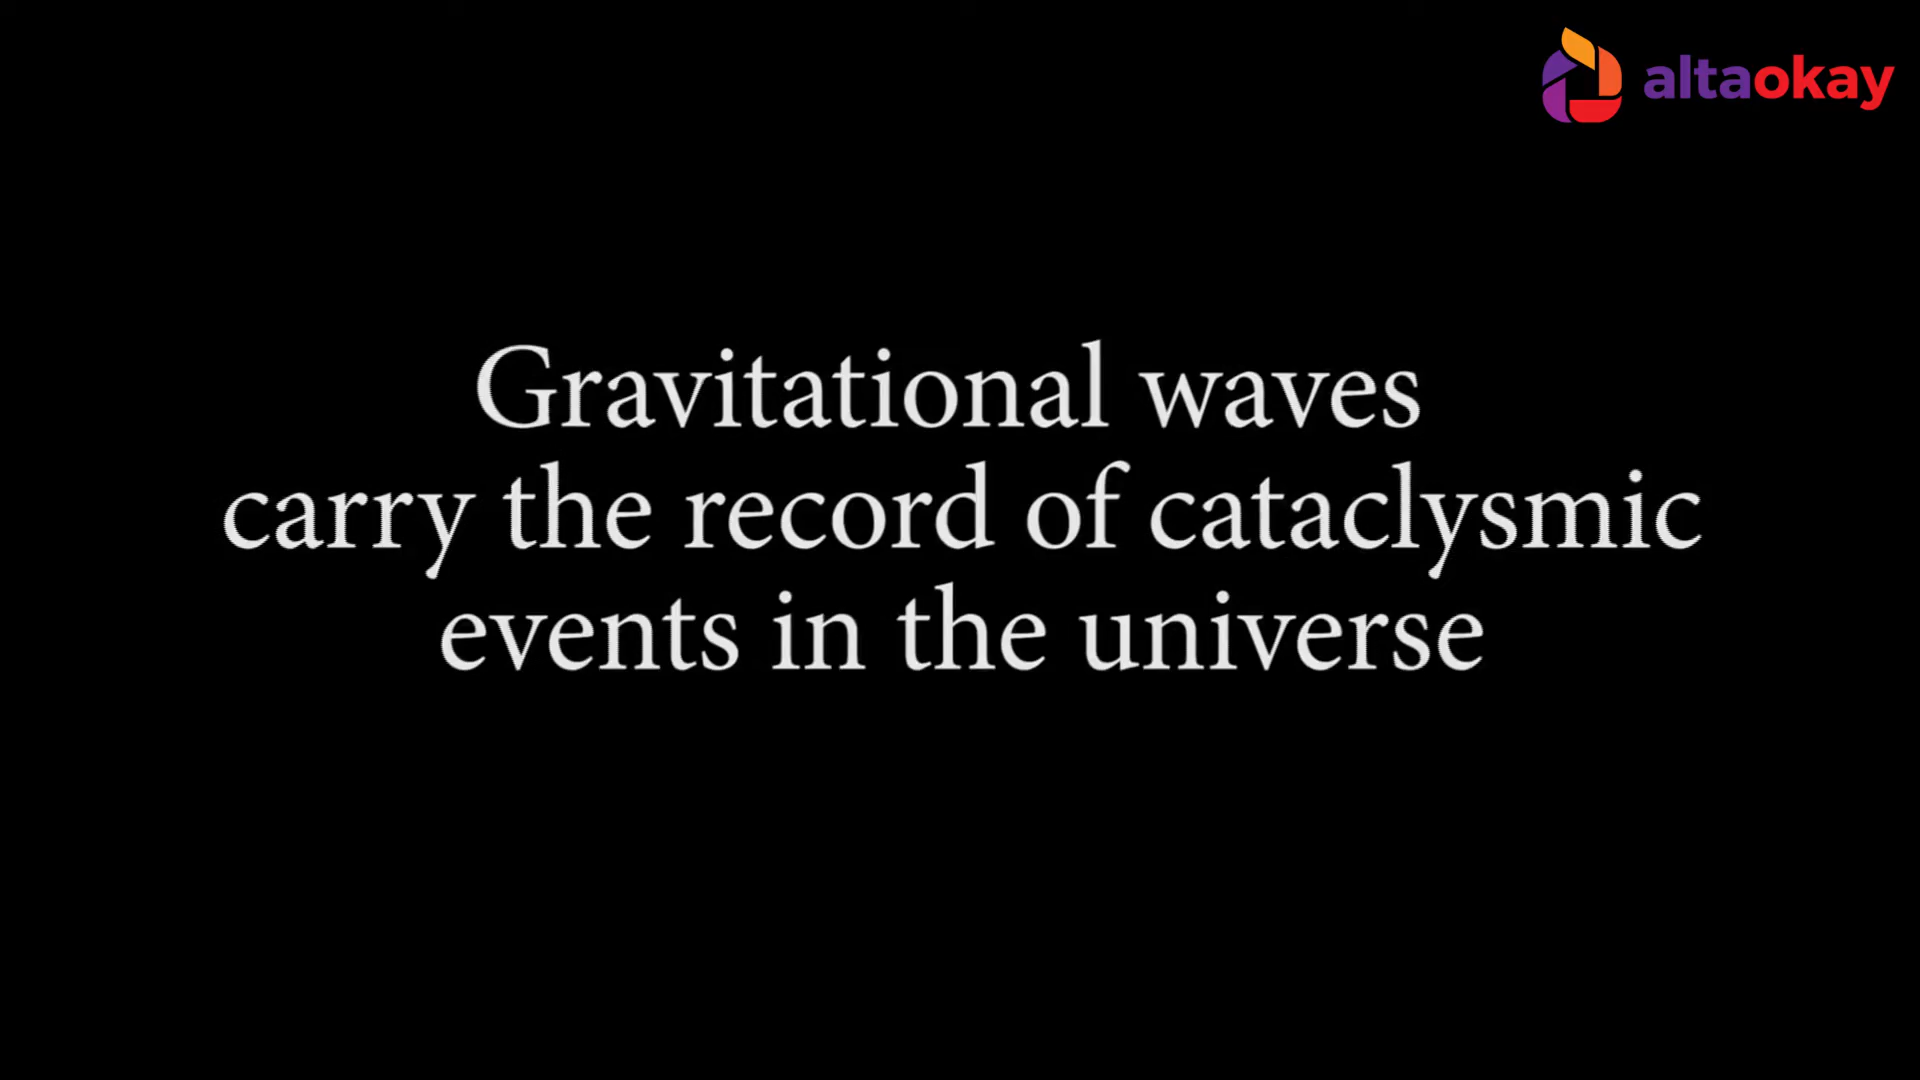 altaokay
Gravitational waves
carry the record of cataclysmic
events in the universe